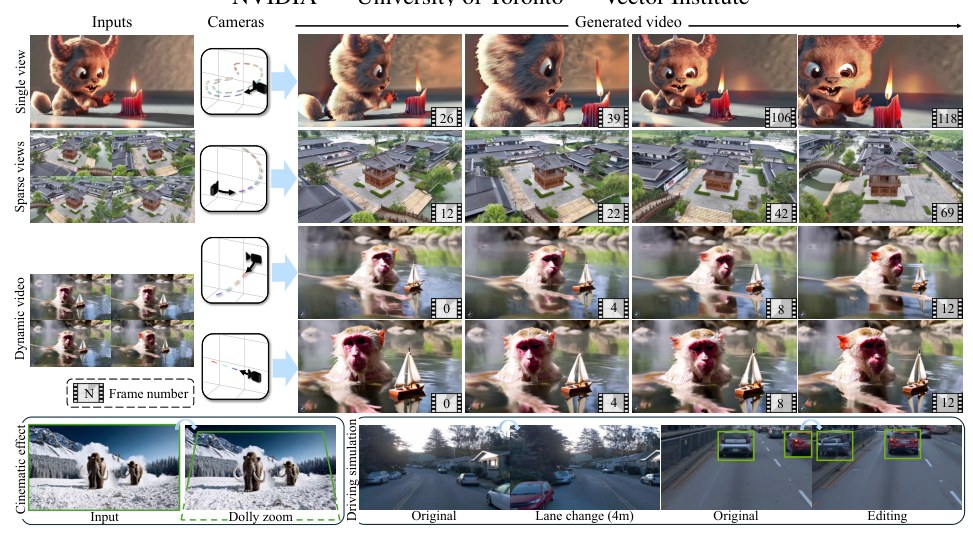 NVIDIA University of Toronto Vector Institute
Inputs Cameras Generated video
Single view
26 39 106 118
Sparse views
12 22 42 69
Dynamic video
0 4 8 12
0 4 8 12
N Frame number
Cinematic effect
Input Dolly zoom
Driving simulation
Original Lane change (4m) Original Editing